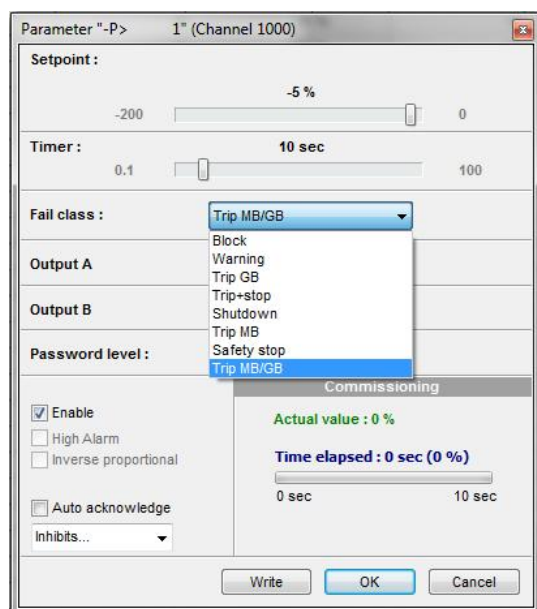 Parameter "-P> 1" (Channel 1000)
Setpoint :
-5 %
-200 0
Timer : 10 sec
0.1 100
Fail class : Trip MB/GB
Block
Warning
Output A Trip GB
Trip+stop
Output B Shutdown
Trip MB
Password level : Safety stop
Trip MB/GB
Commissioning
Enable Actual value : 0 %
High Alarm
Inverse proportional Time elapsed : 0 sec (0 %)
0 sec 10 sec
Auto acknowledge
Inhibits...
Write OK Cancel